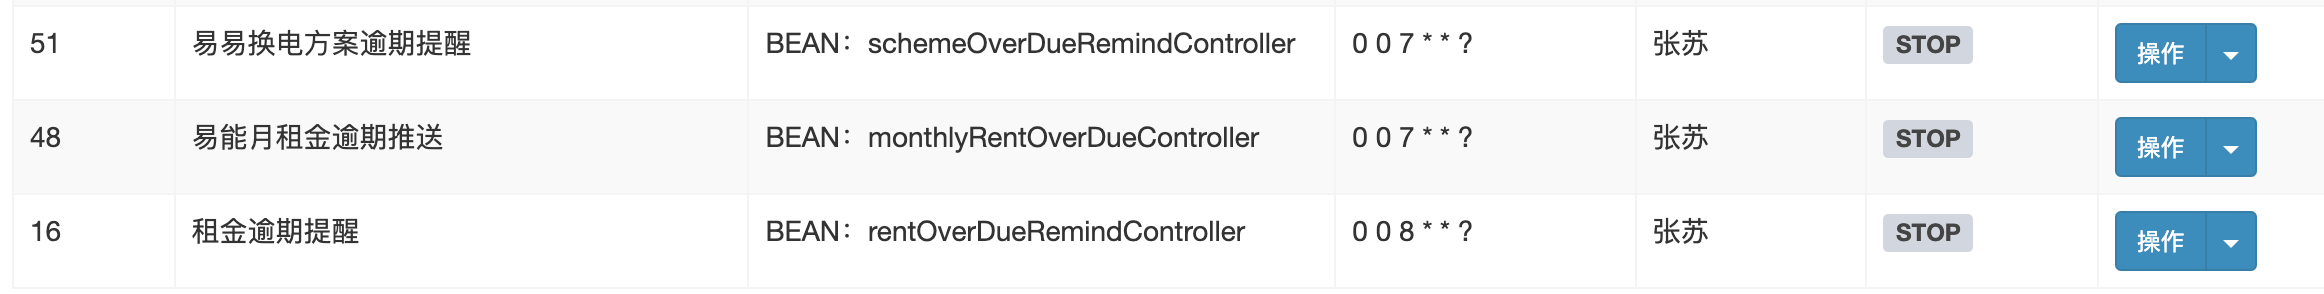 51 易易换电方案逾期提醒 BEAN：schemeOverDueRemindController 0 0 7 * * ? 张苏 STOP 操作
48 易能月租金逾期推送 BEAN：monthlyRentOverDueController 0 0 7 * * ? 张苏 STOP 操作
16 租金逾期提醒 BEAN：rentOverDueRemindController 0 0 8 * * ? 张苏 STOP 操作